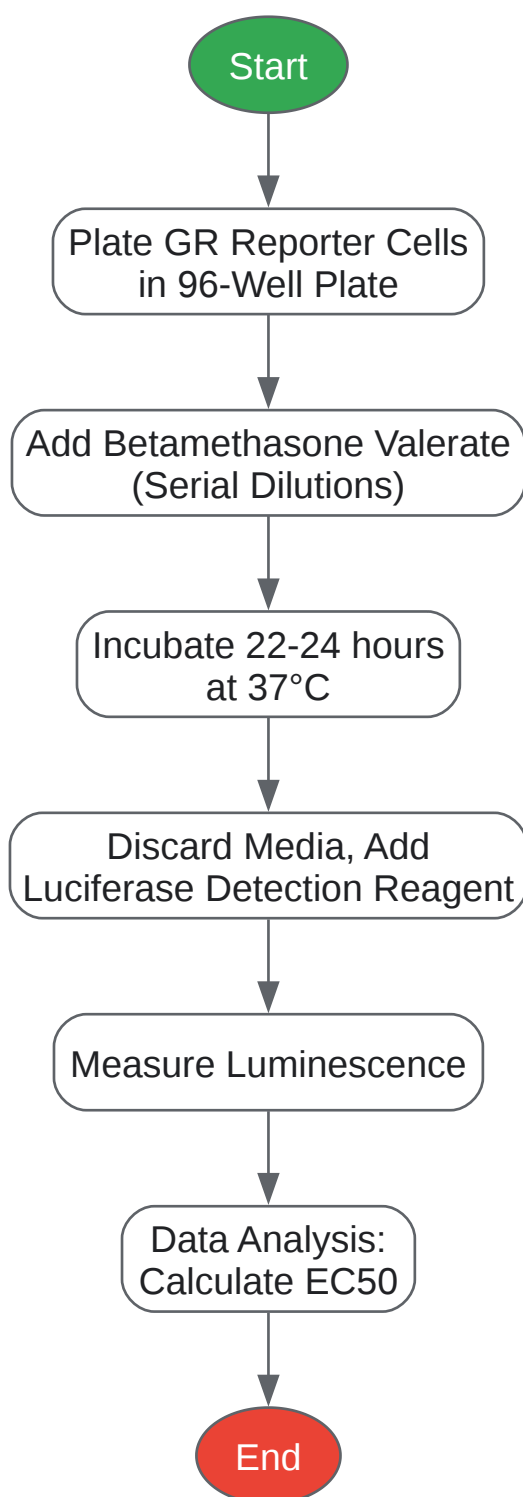 Start
Plate GR Reporter Cells
in 96-Well Plate
Add Betamethasone Valerate
(Serial Dilutions)
Incubate 22-24 hours
at 37°C
Discard Media, Add
Luciferase Detection Reagent
Measure Luminescence
Data Analysis:
Calculate EC50
End